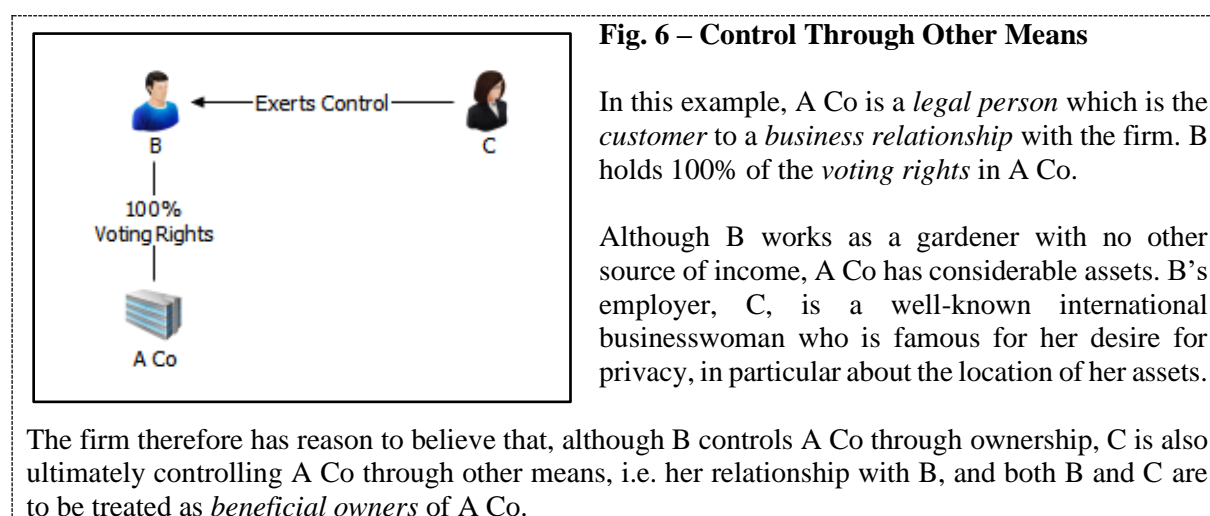 Fig. 6 – Control Through Other Means
Exerts Control
B
C
100%
Voting Rights
A Co
In this example, A Co is a legal person which is the
customer to a business relationship with the firm. B
holds 100% of the voting rights in A Co.
Although B works as a gardener with no other
source of income, A Co has considerable assets. B’s
employer, C, is a well-known international
businesswoman who is famous for her desire for
privacy, in particular about the location of her assets.
The firm therefore has reason to believe that, although B controls A Co through ownership, C is also
ultimately controlling A Co through other means, i.e. her relationship with B, and both B and C are
to be treated as beneficial owners of A Co.